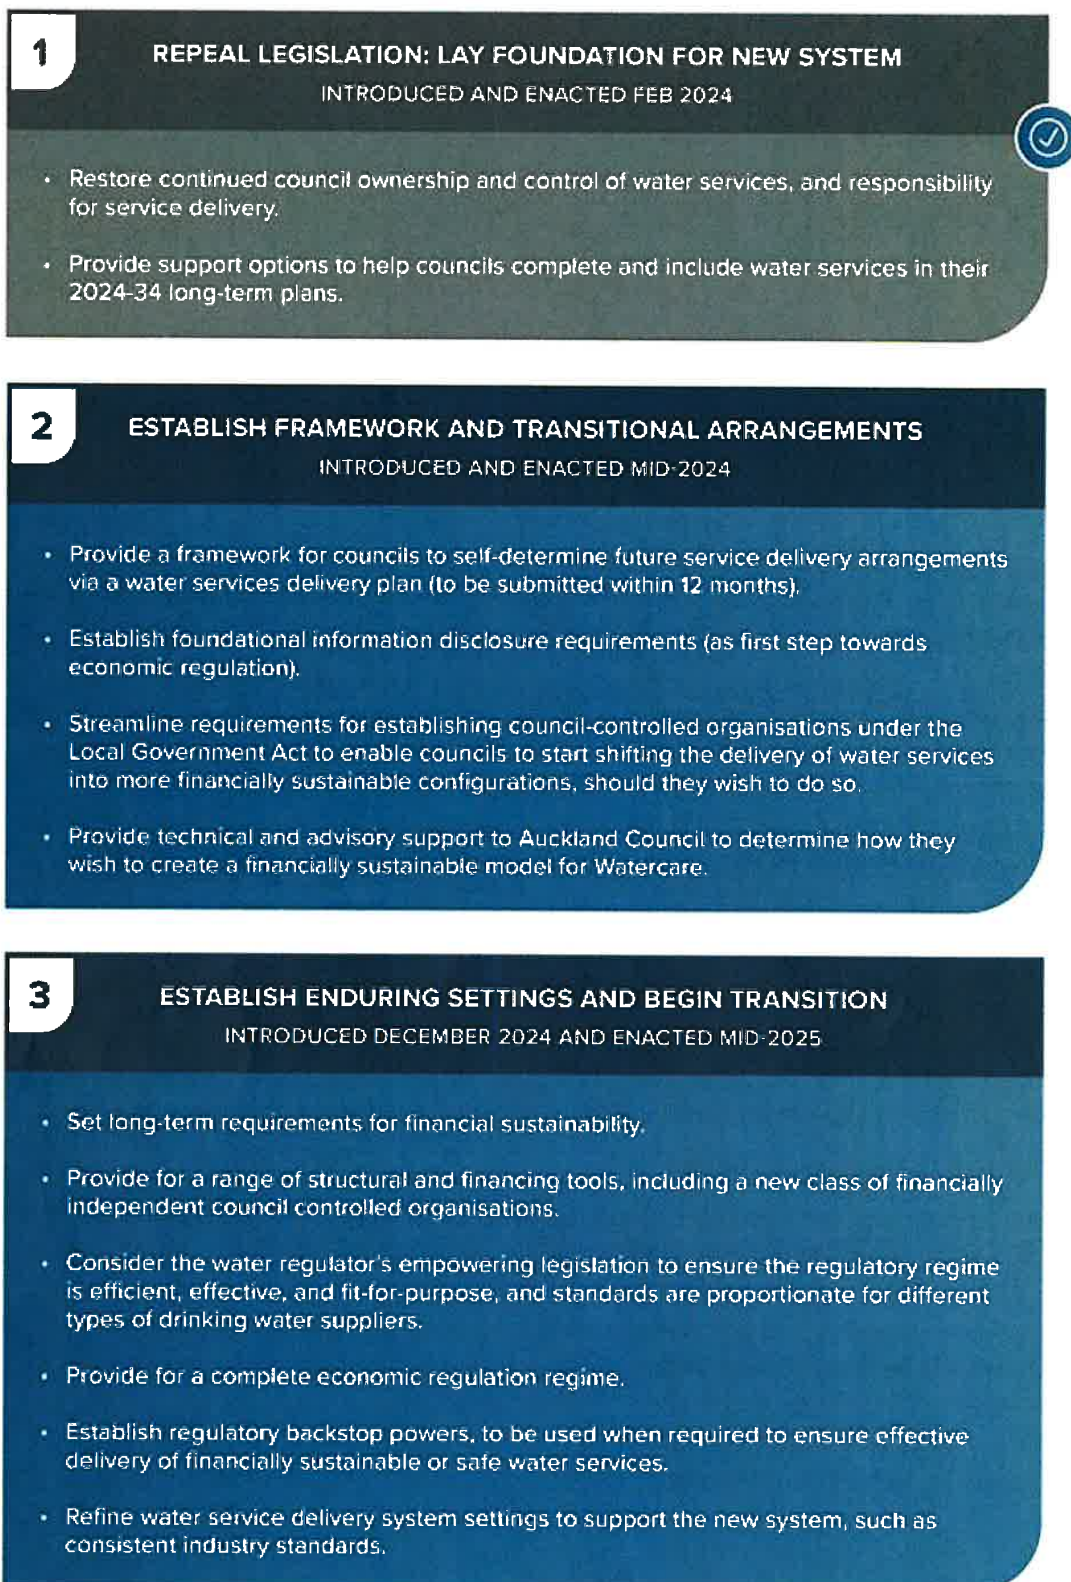 1
REPEAL LEGISLATION: LAY FOUNDATION FOR NEW SYSTEM
INTRODUCED AND ENACTED FEB 2024
• Restore continued council ownership and control of water services, and responsibility
for service delivery.
• Provide support options to help councils complete and include water services in their
2024-34 long-term plans.
2
ESTABLISH FRAMEWORK AND TRANSITIONAL ARRANGEMENTS
INTRODUCED AND ENACTED MID-2024
• Provide a framework for councils to self-determine future service delivery arrangements
via a water services delivery plan (to be submitted within 12 months).
• Establish foundational information disclosure requirements (as first step towards
economic regulation).
• Streamline requirements for establishing council-controlled organisations under the
Local Government Act to enable councils to start shifting the delivery of water services
into more financially sustainable configurations, should they wish to do so.
• Provide technical and advisory support to Auckland Council to determine how they
wish to create a financially sustainable model for Watercare.
3
ESTABLISH ENDURING SETTINGS AND BEGIN TRANSITION
INTRODUCED DECEMBER 2024 AND ENACTED MID-2025
• Set long-term requirements for financial sustainability.
• Provide for a range of structural and financing tools, including a new class of financially
independent council controlled organisations.
• Consider the water regulator's empowering legislation to ensure the regulatory regime
is efficient, effective, and fit-for-purpose, and standards are proportionate for different
types of drinking water suppliers.
• Provide for a complete economic regulation regime.
• Establish regulatory backstop powers, to be used when required to ensure effective
delivery of financially sustainable or safe water services.
• Refine water service delivery system settings to support the new system, such as
consistent industry standards.